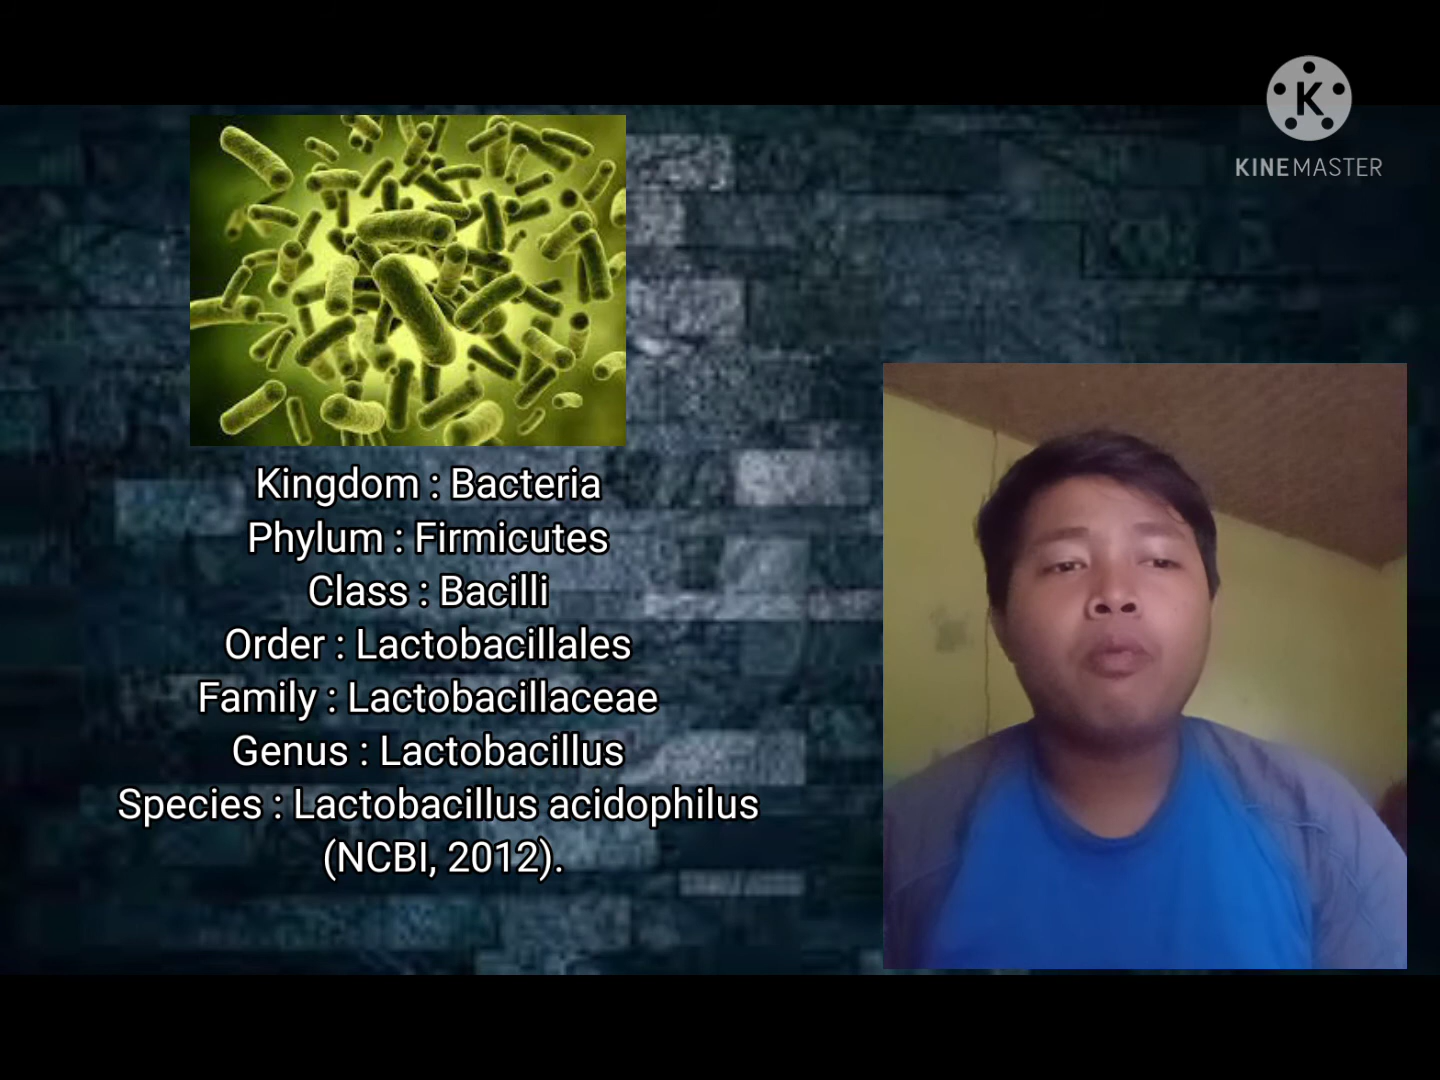 KINEMASTER
Kingdom : Bacteria
Phylum : Firmicutes
Class : Bacilli
Order : Lactobacillales
Family : Lactobacillaceae
Genus : Lactobacillus
Species : Lactobacillus acidophilus
(NCBI, 2012).